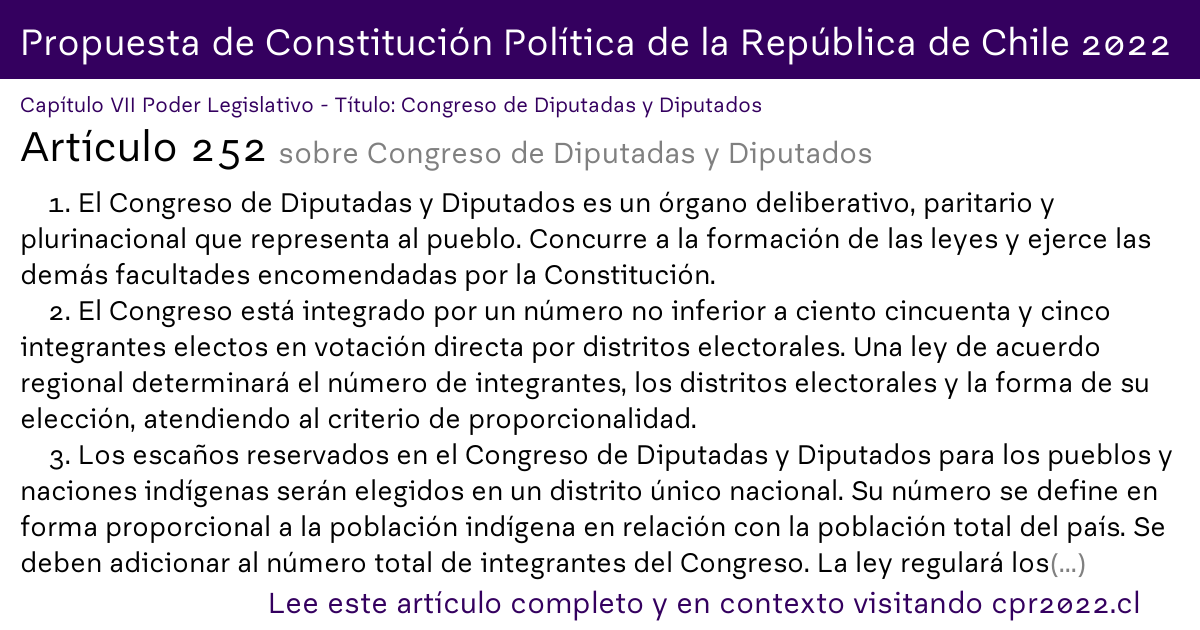 Propuesta de Constitución Política de la República de Chile 2022
Capítulo VII Poder Legislativo - Título: Congreso de Diputadas y Diputados
Artículo 252 sobre Congreso de Diputadas y Diputados
1. El Congreso de Diputadas y Diputados es un órgano deliberativo, paritario y
plurinacional que representa al pueblo. Concurre a la formación de las leyes y ejerce las
demás facultades encomendadas por la Constitución.
2. El Congreso está integrado por un número no inferior a ciento cincuenta y cinco
integrantes electos en votación directa por distritos electorales. Una ley de acuerdo
regional determinará el número de integrantes, los distritos electorales y la forma de su
elección, atendiendo al criterio de proporcionalidad.
3. Los escaños reservados en el Congreso de Diputadas y Diputados para los pueblos y
naciones indígenas serán elegidos en un distrito único nacional. Su número se define en
forma proporcional a la población indígena en relación con la población total del país. Se
deben adicionar al número total de integrantes del Congreso. La ley regulará los(...)
Lee este artículo completo y en contexto visitando cpr2022.cl